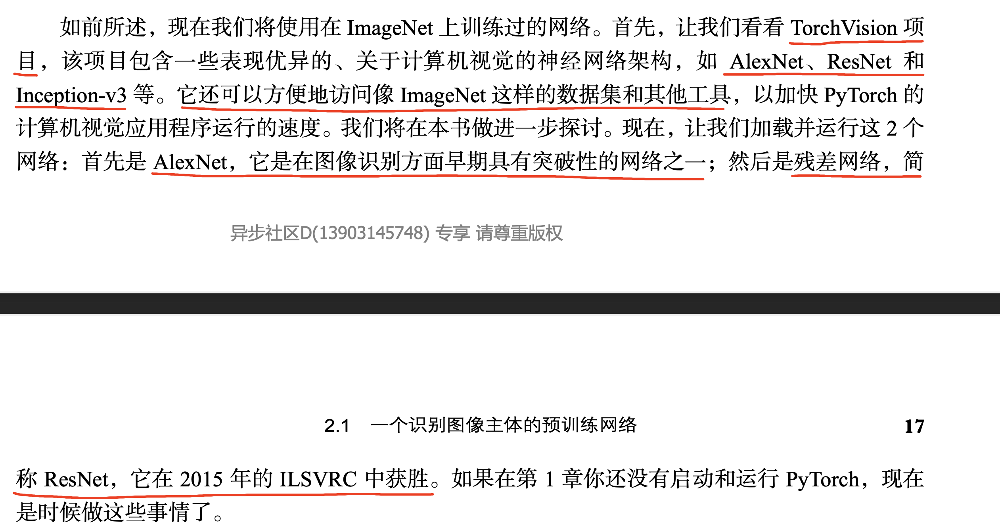 如前所述，现在我们将使用在 ImageNet 上训练过的网络。首先，让我们看看 TorchVision 项
目，该项目包含一些表现优异的、关于计算机视觉的神经网络架构，如 AlexNet、ResNet 和
Inception-v3 等。它还可以方便地访问像 ImageNet 这样的数据集和其他工具，以加快 PyTorch 的
计算机视觉应用程序运行的速度。我们将在本书做进一步探讨。现在，让我们加载并运行这 2 个
网络：首先是 AlexNet，它是在图像识别方面早期具有突破性的网络之一；然后是残差网络，简
异步社区D(13903145748) 专享 请尊重版权
2.1 一个识别图像主体的预训练网络 17
称 ResNet，它在 2015 年的 ILSVRC 中获胜。如果在第 1 章你还没有启动和运行 PyTorch，现在
是时候做这些事情了。